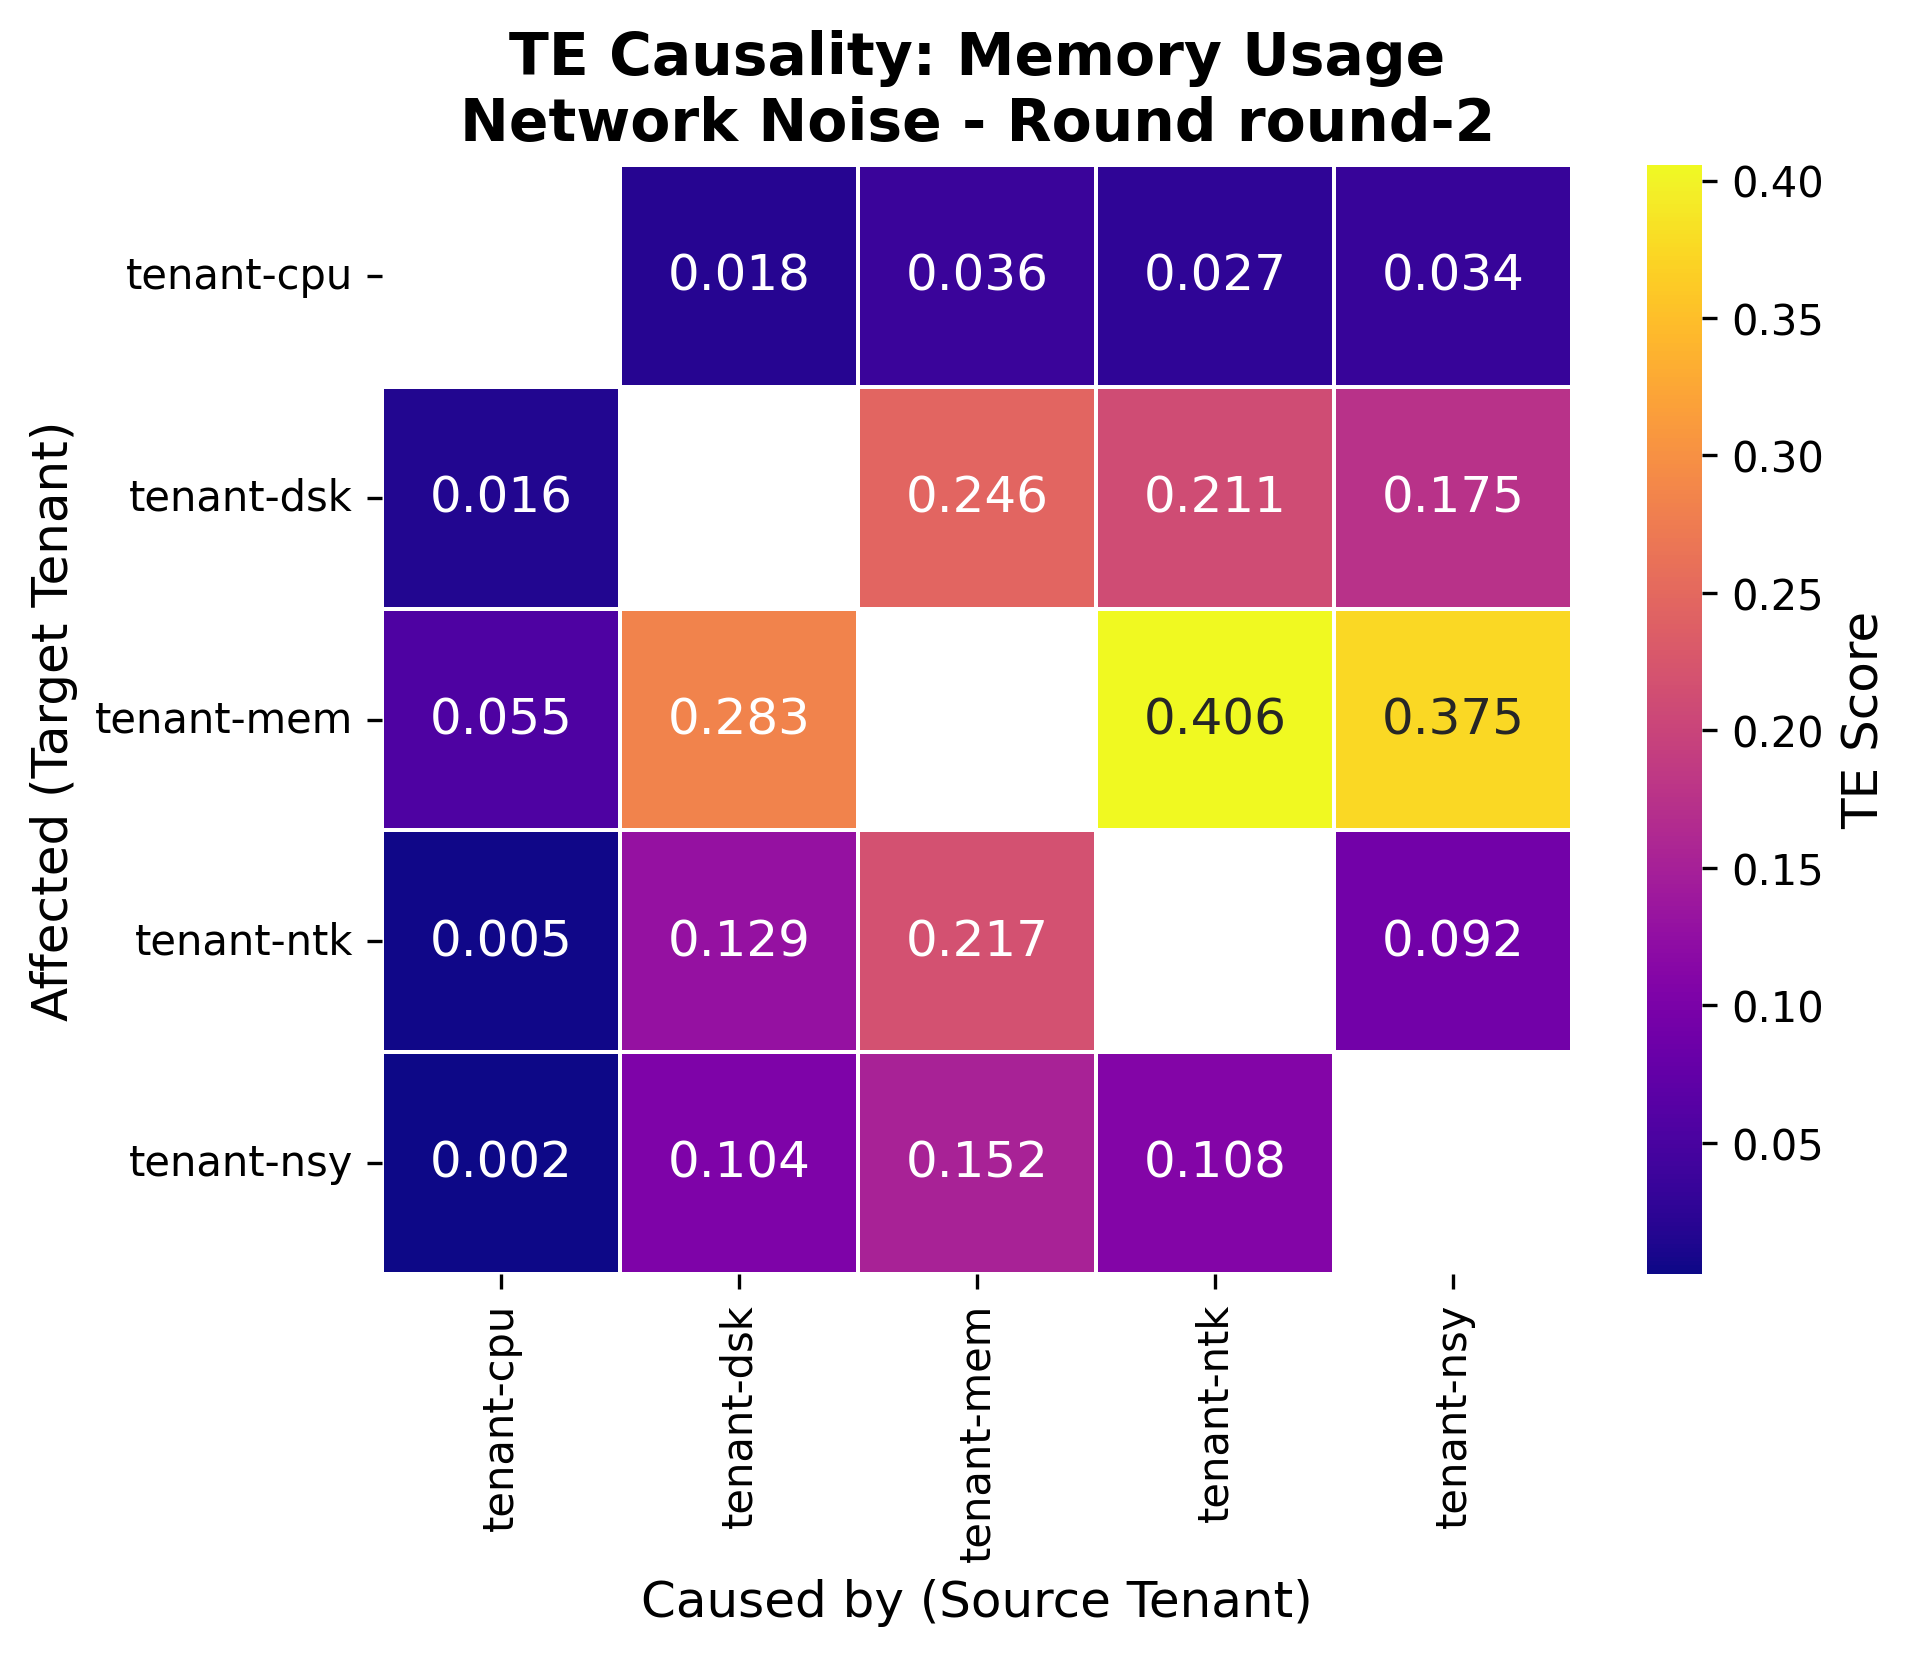 TE Causality: Memory Usage
Network Noise - Round round-2
Affected (Target Tenant)
tenant-cpu
0.018 0.036 0.027 0.034
tenant-dsk
0.016 0.246 0.211 0.175
tenant-mem
0.055 0.283 0.406 0.375
tenant-ntk
0.005 0.129 0.217 0.092
tenant-nsy
0.002 0.104 0.152 0.108
tenant-cpu
tenant-dsk
tenant-mem
tenant-ntk
tenant-nsy
Caused by (Source Tenant)
0.40
0.35
0.30
0.25
0.20
0.15
0.10
0.05
TE Score